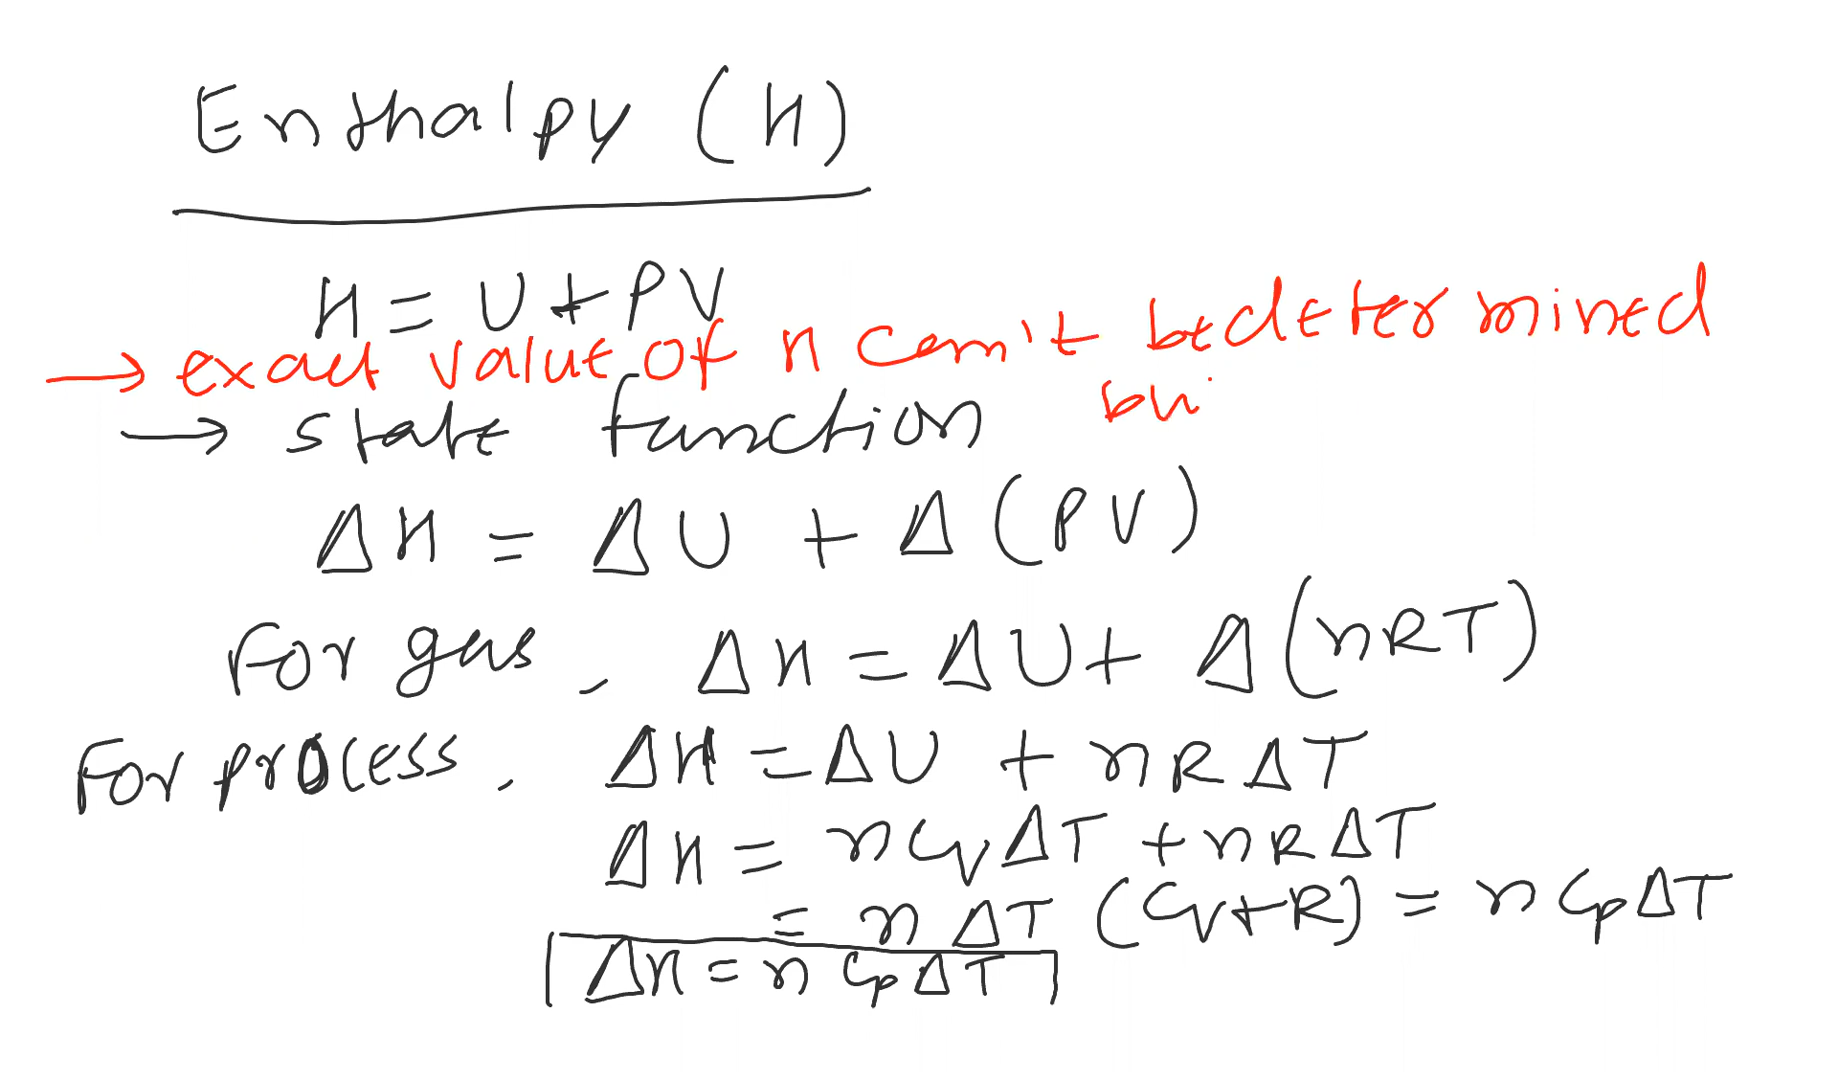 Enthalpy (H)
H = U + PV
→ exact value of H can't be determined
but
→ state function
ΔH = ΔU + Δ(PV)
For gas, ΔH = ΔU + Δ(nRT)
For process, ΔH = ΔU + nRΔT
ΔH = nCvΔT + nRΔT
= nΔT (Cv+R) = nCpΔT
ΔH = nCpΔT